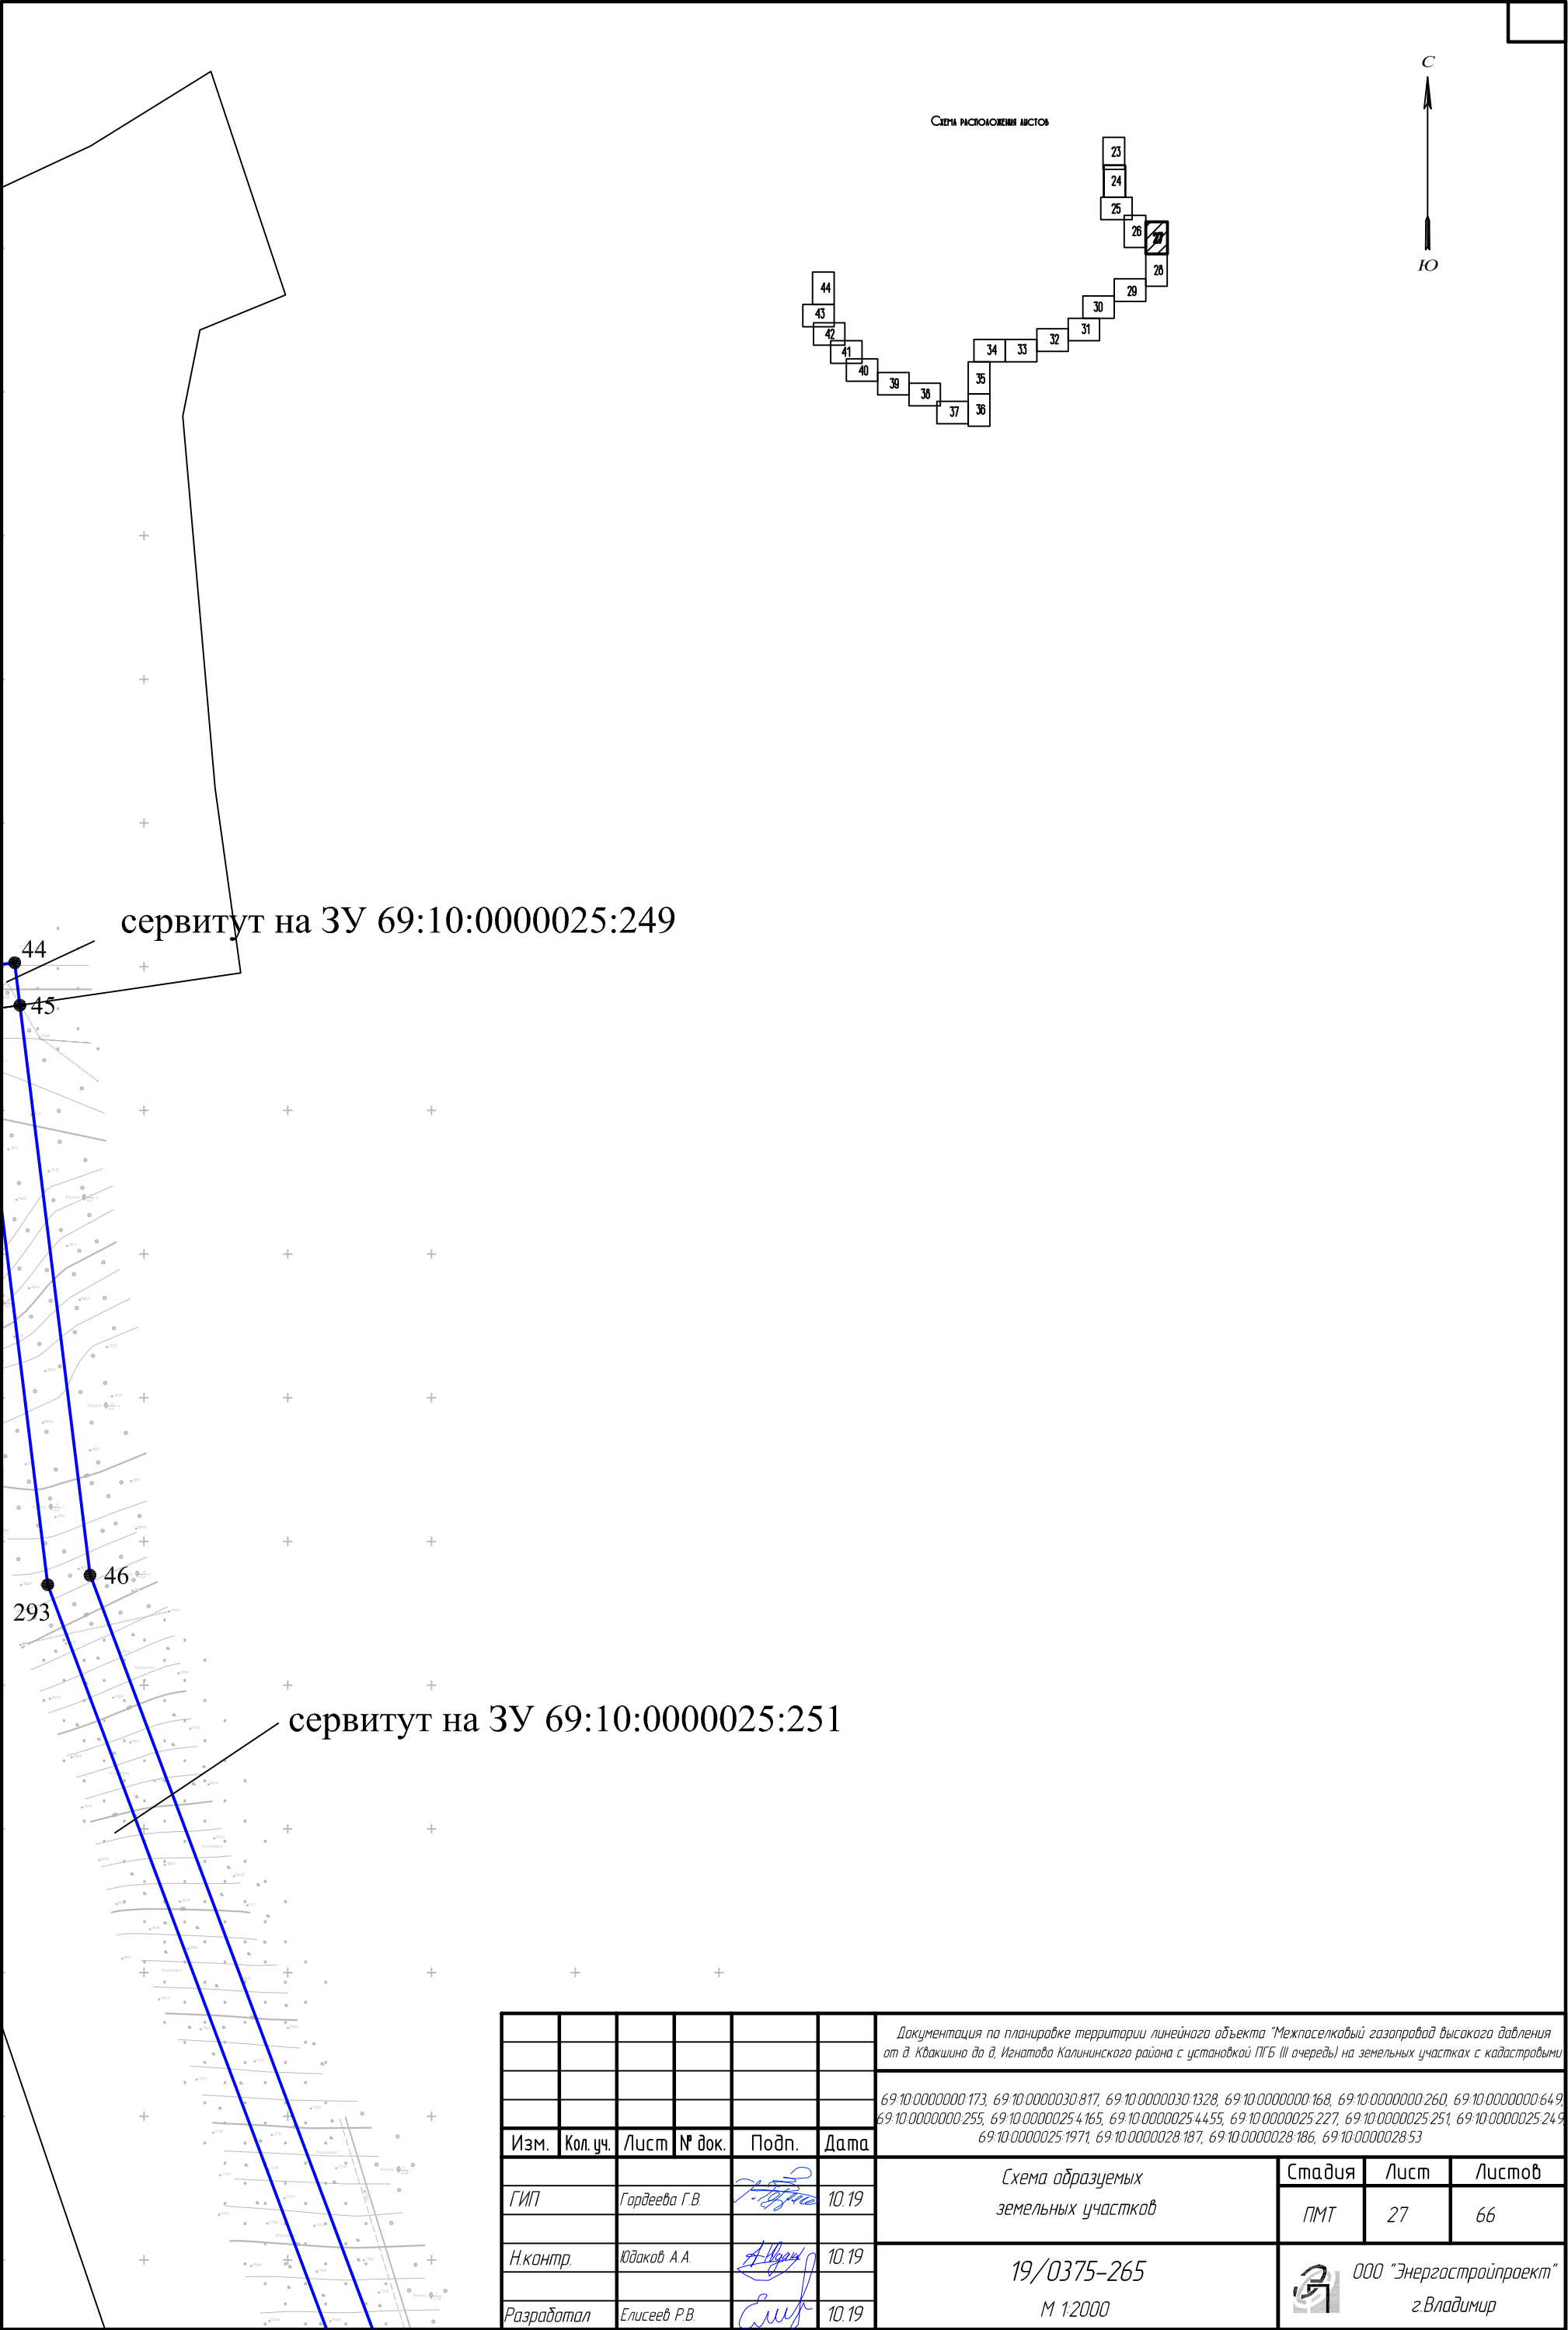 С
Схема расположения листов
23
24
25
26
27
Ю
28
44
29
43
30
42
31
41
32
34
33
40
35
39
38
37
36
сервитут на ЗУ 69:10:0000025:249
44
45
46
293
сервитут на ЗУ 69:10:0000025:251
Документация по планировке территории линейного объекта "Межпоселковый газопровод высокого давления
от д. Квакшино до д. Игнатово Калининского района с установкой ПГБ (II очередь) на земельных участках с кадастровыми
69:10:0000000:173, 69:10:0000030:817, 69:10:0000030:1328, 69:10:0000000:168, 69:10:0000000:260, 69:10:0000000:649,
69:10:0000000:255, 69:10:0000025:4165, 69:10:0000025:4455, 69:10:0000025:227, 69:10:0000025:251, 69:10:0000025:249,
69:10:0000025:1971, 69:10:0000028:187, 69:10:0000028:186, 69:10:0000028:53
Изм. Кол. уч. Лист № док. Подп. Дата
Схема образуемых
земельных участков
Стадия Лист Листов
ПМТ 27 66
ГИП Гордеева Г.В. 10.19
Н.контр. Юдаков А.А. 10.19
Разработал Елисеев Р.В. 10.19
19/0375-265
М 1:2000
ООО "Энергостройпроект"
г.Владимир